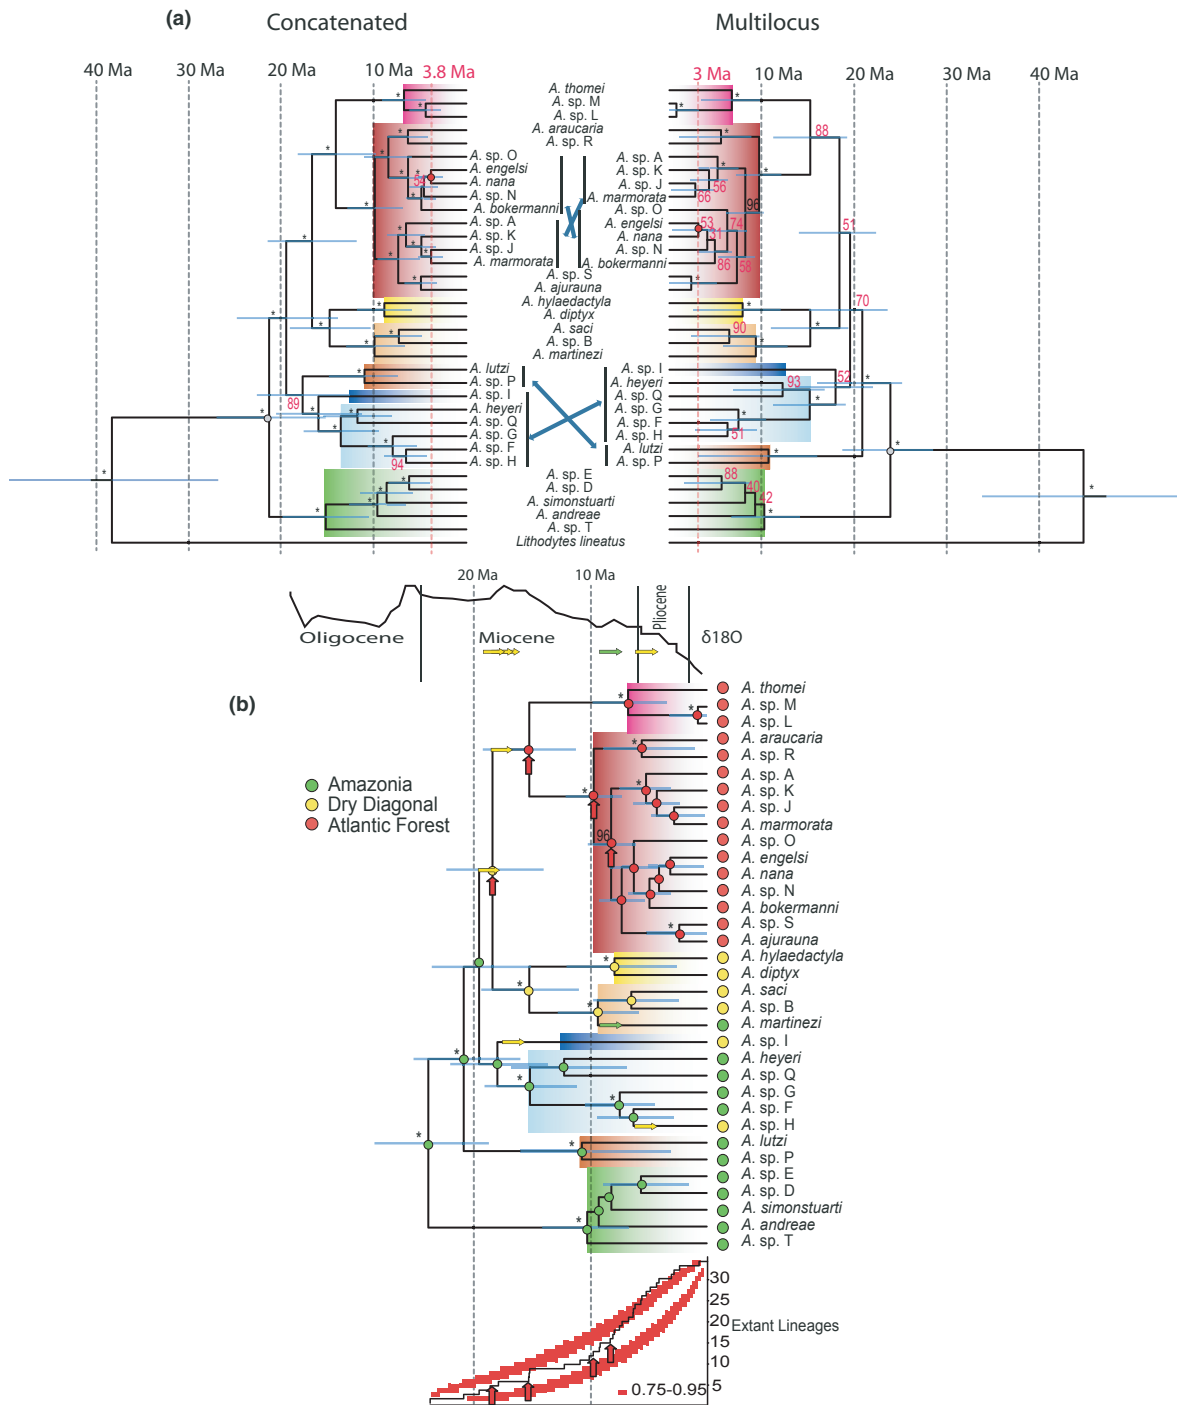 (a)
Concatenated
Multilocus
40 Ma
30 Ma
20 Ma
10 Ma
3.8 Ma
3 Ma
10 Ma
20 Ma
30 Ma
40 Ma
A. thomei
A. sp. M
A. sp. L
A. araucaria
A. sp. R
A. sp. O
A. engelsi
A. nana
A. sp. N
A. bokermanni
A. sp. A
A. sp. K
A. sp. J
A. marmorata
A. sp. A
A. sp. K
A. sp. J
A. marmorata
A. sp. O
A. engelsi
A. nana
A. sp. N
A. bokermanni
A. sp. S
A. ajurauna
A. hylaedactyla
A. diptyx
A. saci
A. sp. B
A. martinezi
A. lutzi
A. sp. P
A. sp. I
A. heyeri
A. sp. Q
A. sp. G
A. sp. F
A. sp. H
A. sp. I
A. heyeri
A. sp. Q
A. sp. G
A. sp. F
A. sp. H
A. lutzi
A. sp. P
A. sp. E
A. sp. D
A. simonstuarti
A. andreae
A. sp. T
Lithodytes lineatus
89
94
88
56
66
96
53
74
31
86
58
51
70
90
52
93
51
88
40
42
20 Ma
10 Ma
Oligocene
Miocene
Pliocene
δ18O
(b)
Amazonia
Dry Diagonal
Atlantic Forest
96
A. thomei
A. sp. M
A. sp. L
A. araucaria
A. sp. R
A. sp. A
A. sp. K
A. sp. J
A. marmorata
A. sp. O
A. engelsi
A. nana
A. sp. N
A. bokermanni
A. sp. S
A. ajurauna
A. hylaedactyla
A. diptyx
A. saci
A. sp. B
A. martinezi
A. sp. I
A. heyeri
A. sp. Q
A. sp. G
A. sp. F
A. sp. H
A. lutzi
A. sp. P
A. sp. E
A. sp. D
A. simonstuarti
A. andreae
A. sp. T
30
25
20
15
10
5
Extant Lineages
0.75-0.95